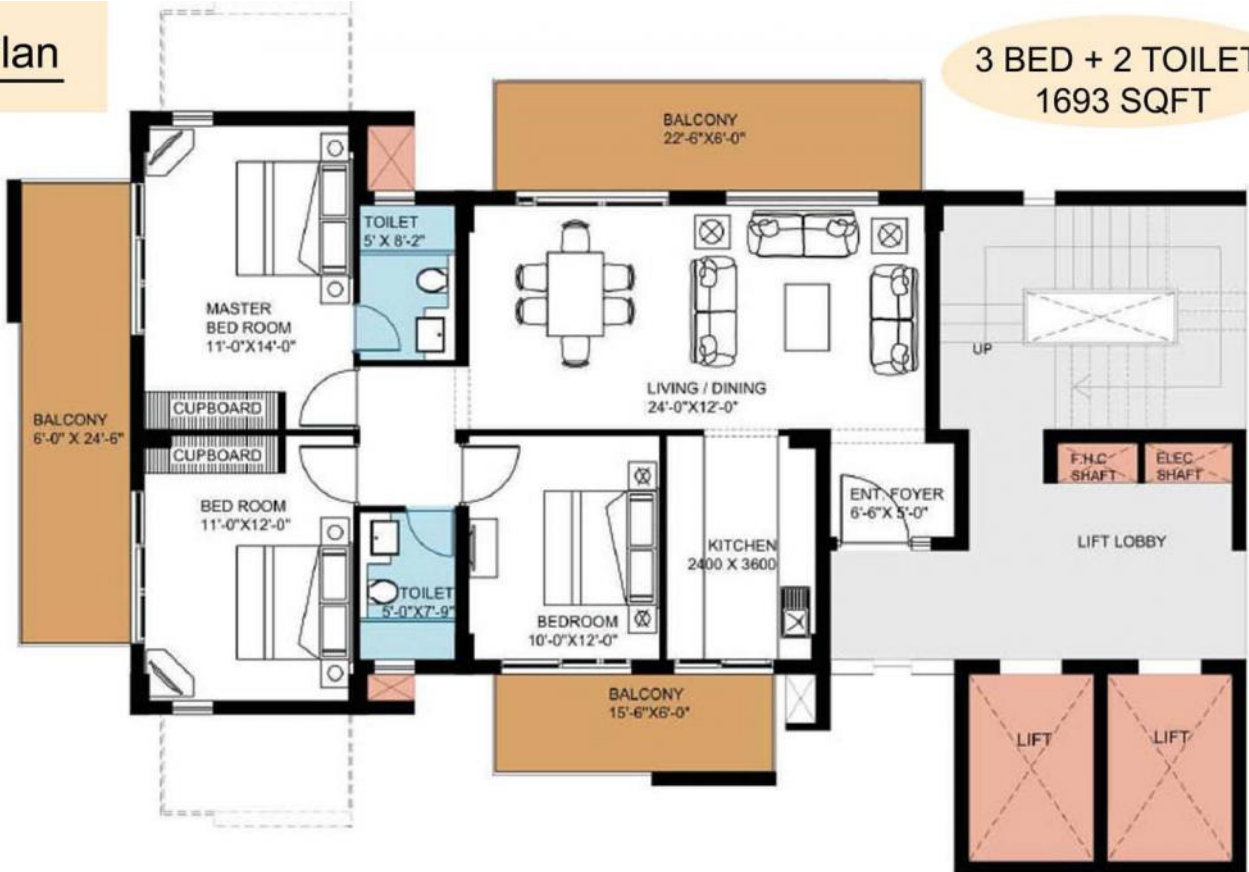 lan
3 BED + 2 TOILET
1693 SQFT
BALCONY
22'-6"X6'-0"
TOILET
5' X 8'-2"
MASTER
BED ROOM
11'-0"X14'-0"
CUPBOARD
CUPBOARD
BALCONY
6'-0" X 24'-6"
BED ROOM
11'-0"X12'-0"
LIVING / DINING
24'-0"X12'-0"
UP
F.H.C
SHAFT
ELEC
SHAFT
ENT. FOYER
6'-6"X 5'-0"
LIFT LOBBY
KITCHEN
2400 X 3600
TOILET
5'-0"X7'-9"
BEDROOM
10'-0"X12'-0"
BALCONY
15'-6"X6'-0"
LIFT
LIFT